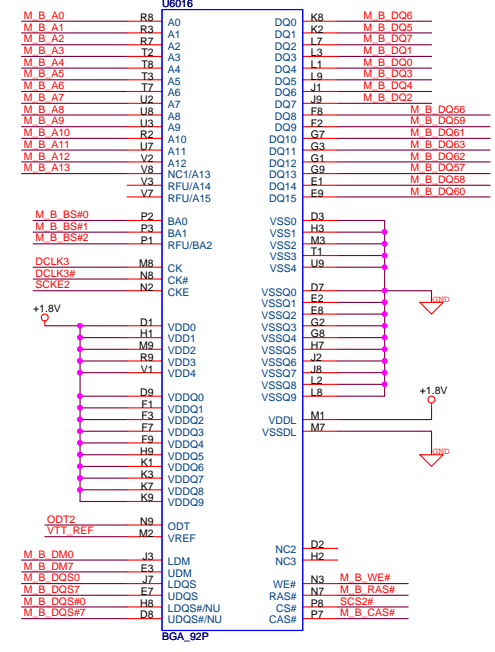 U6016
M_B_A0 R8 A0 DQ0 K8 M_B_DQ6
M_B_A1 R3 A1 DQ1 K2 M_B_DQ5
M_B_A2 R7 A2 DQ2 L7 M_B_DQ7
M_B_A3 T2 A3 DQ3 L3 M_B_DQ1
M_B_A4 T8 A4 DQ4 L1 M_B_DQ0
M_B_A5 T3 A5 DQ5 L9 M_B_DQ3
M_B_A6 T7 A6 DQ6 J1 M_B_DQ4
M_B_A7 U2 A7 DQ7 J9 M_B_DQ2
M_B_A8 U8 A8 DQ8 F8 M_B_DQ56
M_B_A9 U3 A9 DQ9 F2 M_B_DQ59
M_B_A10 R2 A10 DQ10 G7 M_B_DQ61
M_B_A11 U7 A11 DQ11 G3 M_B_DQ63
M_B_A12 V2 A12 DQ12 G1 M_B_DQ62
M_B_A13 V8 NC1/A13 DQ13 G9 M_B_DQ57
V3 RFU/A14 DQ14 E1 M_B_DQ58
V7 RFU/A15 DQ15 E9 M_B_DQ60
M_B_BS#0 P2 BA0 VSS0 D3
M_B_BS#1 P3 BA1 VSS1 H3
M_B_BS#2 P1 RFU/BA2 VSS2 M3
VSS3 T1
DCLK3 M8 CK VSS4 U9
DCLK3# N8 CK#
SCKE2 N2 CKE VSSQ0 D7
VSSQ1 E2 GND
+1.8V VSSQ2 E8
D1 VDD0 VSSQ3 G2
H1 VDD1 VSSQ4 G8
M9 VDD2 VSSQ5 H7
R9 VDD3 VSSQ6 J2
V1 VDD4 VSSQ7 J8
VSSQ8 L2
D9 VDDQ0 VSSQ9 L8 +1.8V
F1 VDDQ1
F3 VDDQ2 VDDL M1
F7 VDDQ3 VSSDL M7
F9 VDDQ4
H9 VDDQ5 GND
K1 VDDQ6
K3 VDDQ7
K7 VDDQ8
K9 VDDQ9
ODT2 N9 ODT
VTT_REF M2 VREF
NC2 D2
M_B_DM0 J3 LDM NC3 H2
M_B_DM7 E3 UDM
M_B_DQS0 J7 LDQS WE# N3 M_B_WE#
M_B_DQS7 E7 UDQS RAS# N7 M_B_RAS#
M_B_DQS#0 H8 LDQS#/NU CS# P8 SCS2#
M_B_DQS#7 D8 UDQS#/NU CAS# P7 M_B_CAS#
BGA_92P